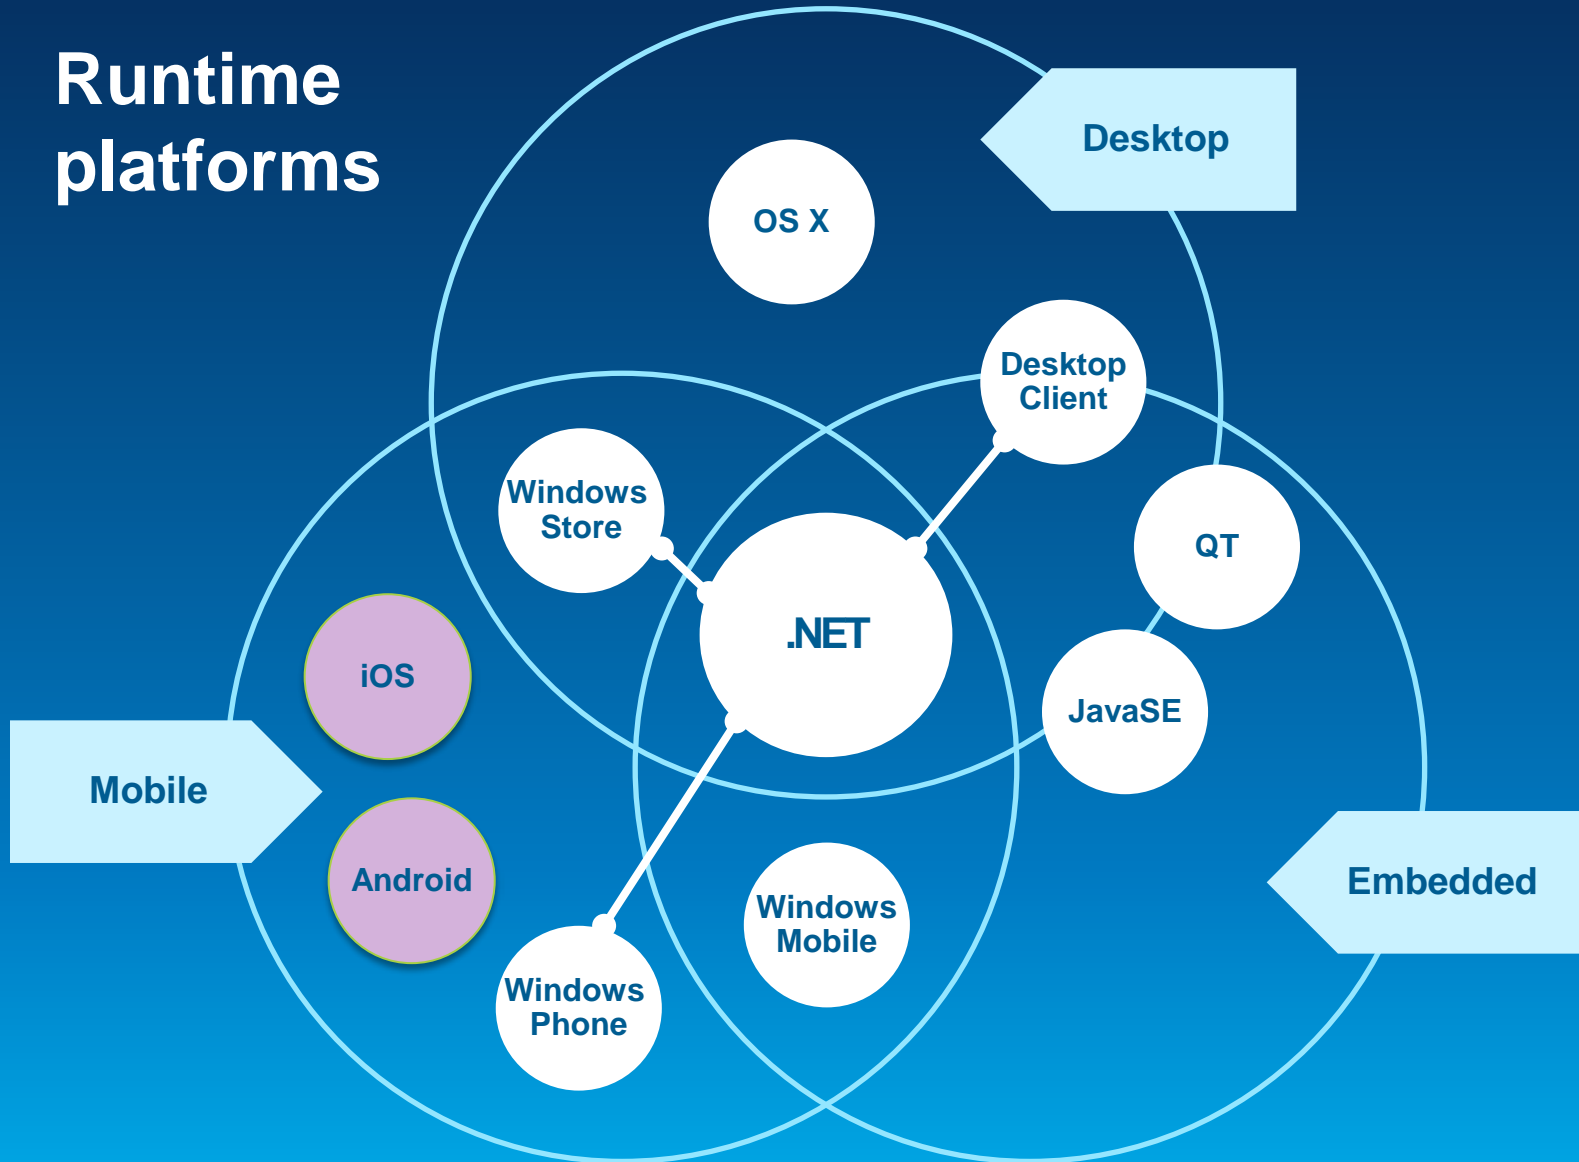 Runtime
platforms
Desktop
OS X
Desktop
Client
Windows
Store
QT
.NET
iOS
JavaSE
Mobile
Android
Embedded
Windows
Mobile
Windows
Phone